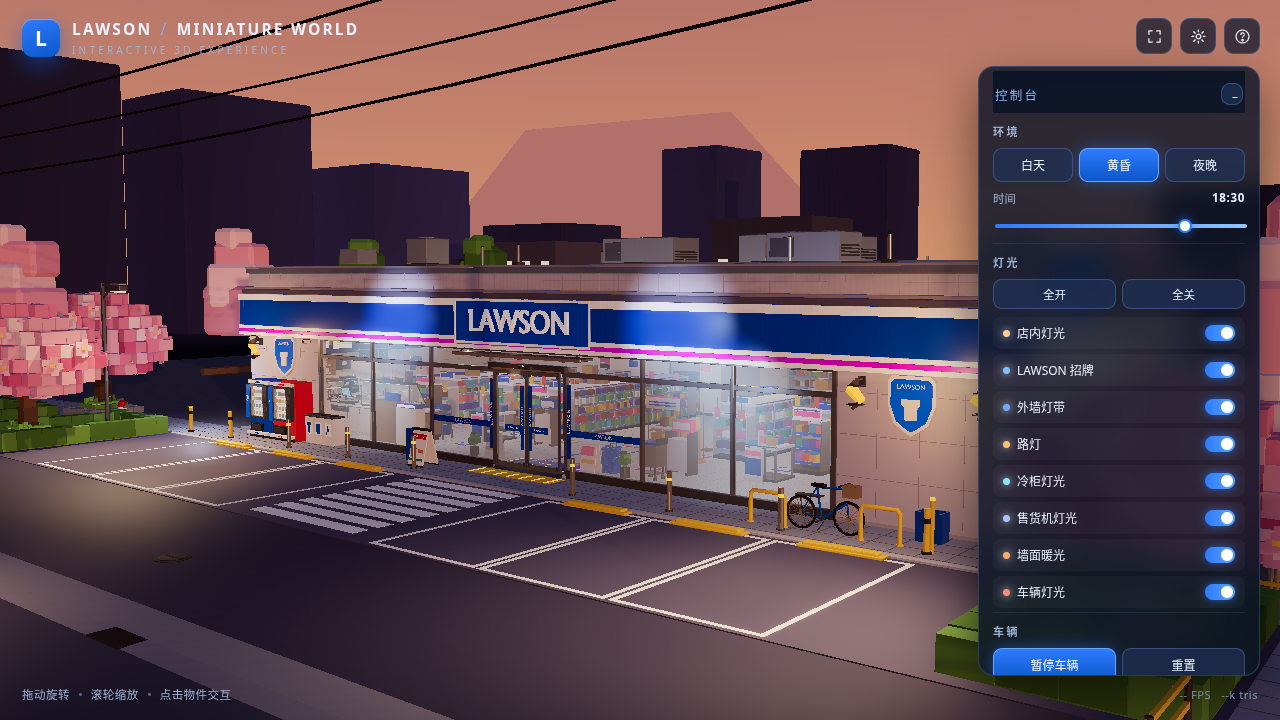 L
LAWSON / MINIATURE WORLD
INTERACTIVE 3D EXPERIENCE
控制台
环境
白天 黄昏 夜晚
时间 18:30
灯光
全开 全关
店内灯光
LAWSON 招牌
外墙灯带
路灯
冷柜灯光
售货机灯光
墙面暖光
车辆灯光
车辆
暂停车辆 重置
LAWSON
LAWSON
拖动旋转 • 滚轮缩放 • 点击物件交互
-- FPS --k tris